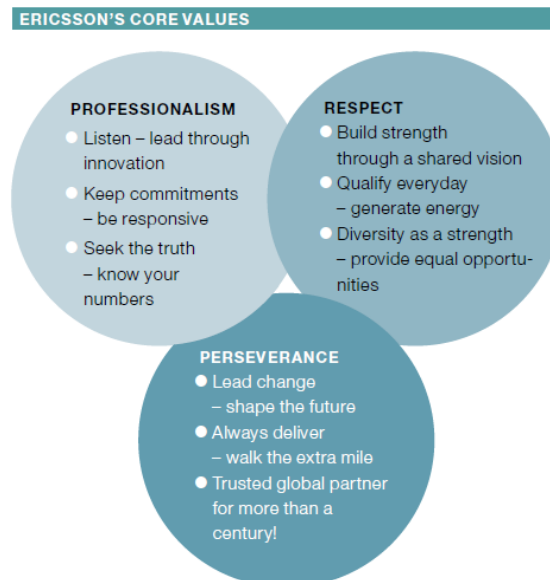 ERICSSON'S CORE VALUES
PROFESSIONALISM
Listen – lead through
innovation
Keep commitments
– be responsive
Seek the truth
– know your
numbers
RESPECT
Build strength
through a shared vision
Qualify everyday
– generate energy
Diversity as a strength
– provide equal opportu-
nities
PERSEVERANCE
Lead change
– shape the future
Always deliver
– walk the extra mile
Trusted global partner
for more than a
century!